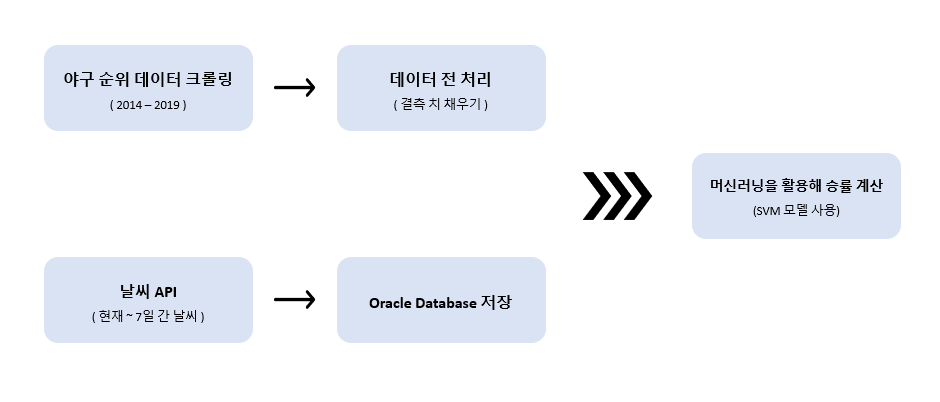 야구 순위 데이터 크롤링
( 2014 – 2019 )
데이터 전 처리
( 결측 치 채우기 )
날씨 API
( 현재 ~ 7일 간 날씨 )
Oracle Database 저장
머신러닝을 활용해 승률 계산
(SVM 모델 사용)